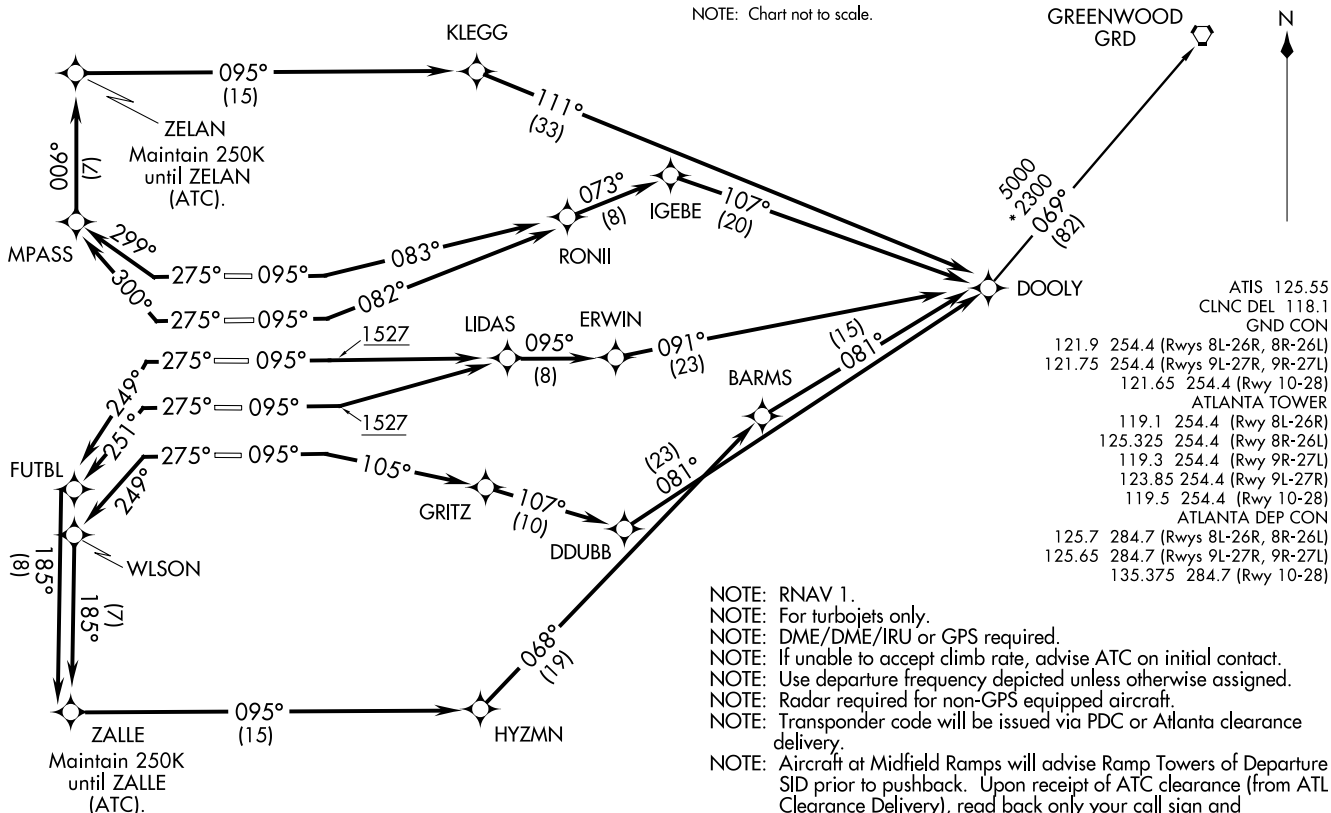 NOTE: Chart not to scale.
GREENWOOD
GRD
N
KLEGG
095°
(15)
ZELAN
Maintain 250K
until ZELAN
(ATC).
111°
(33)
006°
(7)
MPASS
073°
(8)
IGEBE
107°
(20)
RONII
5000
*2300
069°
(82)
299°
275°
095°
083°
300°
275°
095°
082°
DOOLY
LIDAS
ERWIN
1527
275°
095°
095°
(8)
091°
(23)
(15)
081°
BARMS
249°
275°
095°
1527
251°
275°
095°
105°
FUTBL
249°
GRITZ
107°
(10)
(23)
081°
DDUBB
WLSON
185°
(8)
(7)
185°
068°
(19)
095°
(15)
ZALLE
Maintain 250K
until ZALLE
(ATC).
HYZMN
ATIS 125.55
CLNC DEL 118.1
GND CON
121.9 254.4 (Rwys 8L-26R, 8R-26L)
121.75 254.4 (Rwys 9L-27R, 9R-27L)
121.65 254.4 (Rwy 10-28)
ATLANTA TOWER
119.1 254.4 (Rwy 8L-26R)
125.325 254.4 (Rwy 8R-26L)
119.3 254.4 (Rwy 9R-27L)
123.85 254.4 (Rwy 9L-27R)
119.5 254.4 (Rwy 10-28)
ATLANTA DEP CON
125.7 284.7 (Rwys 8L-26R, 8R-26L)
125.65 284.7 (Rwys 9L-27R, 9R-27L)
135.375 284.7 (Rwy 10-28)
NOTE: RNAV 1.
NOTE: For turbojets only.
NOTE: DME/DME/IRU or GPS required.
NOTE: If unable to accept climb rate, advise ATC on initial contact.
NOTE: Use departure frequency depicted unless otherwise assigned.
NOTE: Radar required for non-GPS equipped aircraft.
NOTE: Transponder code will be issued via PDC or Atlanta clearance
delivery.
NOTE: Aircraft at Midfield Ramps will advise Ramp Towers of Departure
SID prior to pushback. Upon receipt of ATC clearance (from ATL
Clearance Delivery), read back only your call sign and